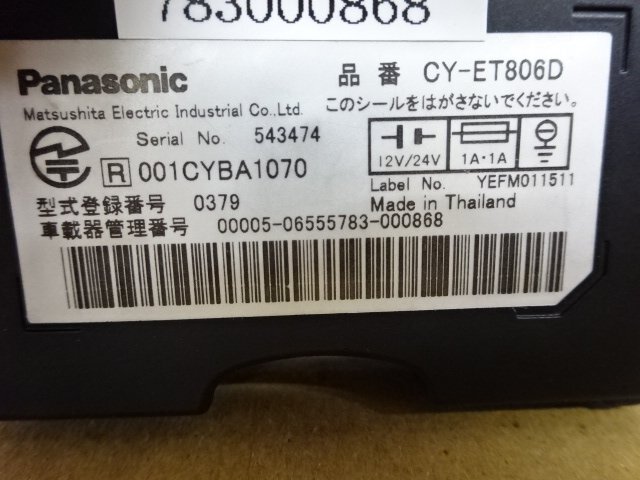 783000868
Panasonic
品番 CY-ET806D
Matsushita Electric Industrial Co.,Ltd.
このシールをはがさないでください。
Serial No. 543474
R 001CYBA1070
12V/24V
1A・1A
Label No. YEFM011511
型式登録番号 0379
Made in Thailand
車載器管理番号 00005-06555783-000868